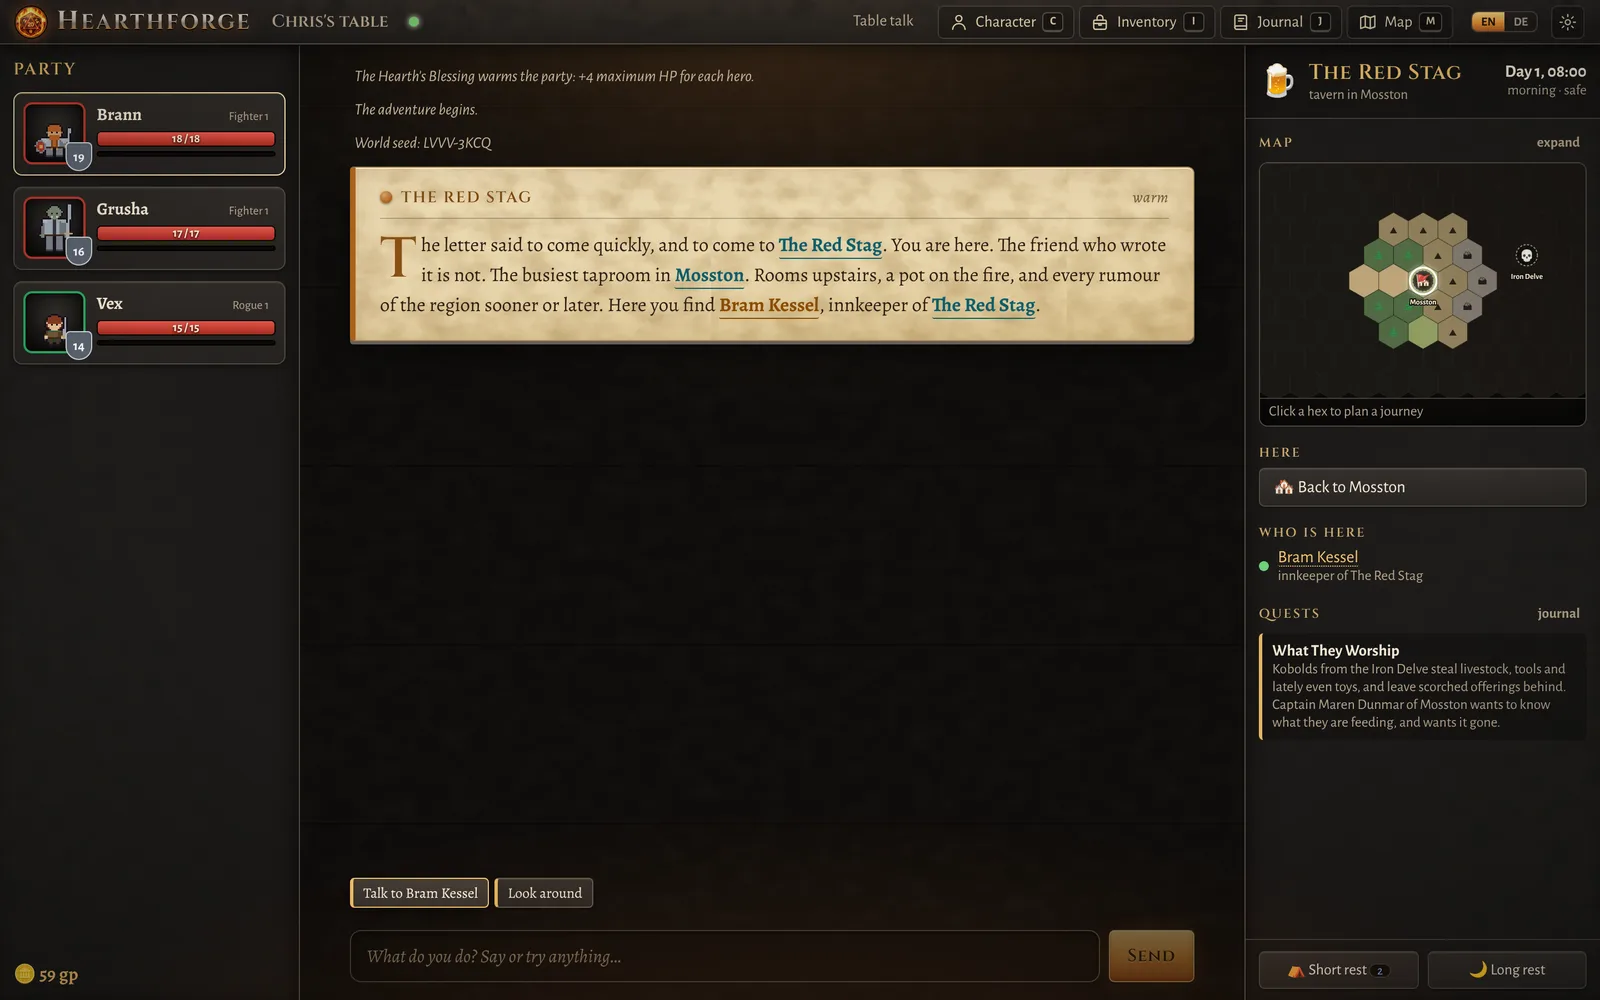 HEARTHFORGE
CHRIS'S TABLE
Table talk
Character C
Inventory I
Journal J
Map M
EN DE
PARTY
Brann Fighter 1
18/18
19
Grusha Fighter 1
17/17
16
Vex Rogue 1
15/15
14
59 gp
The Hearth's Blessing warms the party: +4 maximum HP for each hero.
The adventure begins.
World seed: LVVV-3KCQ
THE RED STAG warm
The letter said to come quickly, and to come to The Red Stag. You are here. The friend who wrote
it is not. The busiest taproom in Mosston. Rooms upstairs, a pot on the fire, and every rumour
of the region sooner or later. Here you find Bram Kessel, innkeeper of The Red Stag.
Talk to Bram Kessel
Look around
What do you do? Say or try anything...
SEND
THE RED STAG
tavern in Mosston
Day 1, 08:00
morning · safe
MAP expand
Iron Delve
Mosston
Click a hex to plan a journey
HERE
Back to Mosston
WHO IS HERE
Bram Kessel
innkeeper of The Red Stag
QUESTS journal
What They Worship
Kobolds from the Iron Delve steal livestock, tools and
lately even toys, and leave scorched offerings behind.
Captain Maren Dunmar of Mosston wants to know
what they are feeding, and wants it gone.
Short rest 2
Long rest